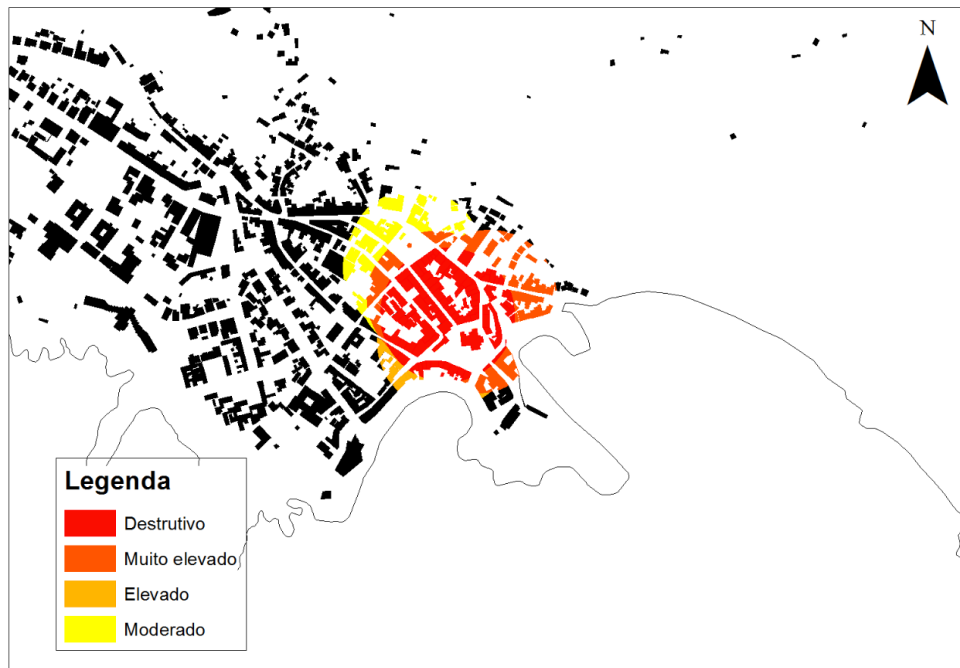 N
Legenda
Destrutivo
Muito elevado
Elevado
Moderado